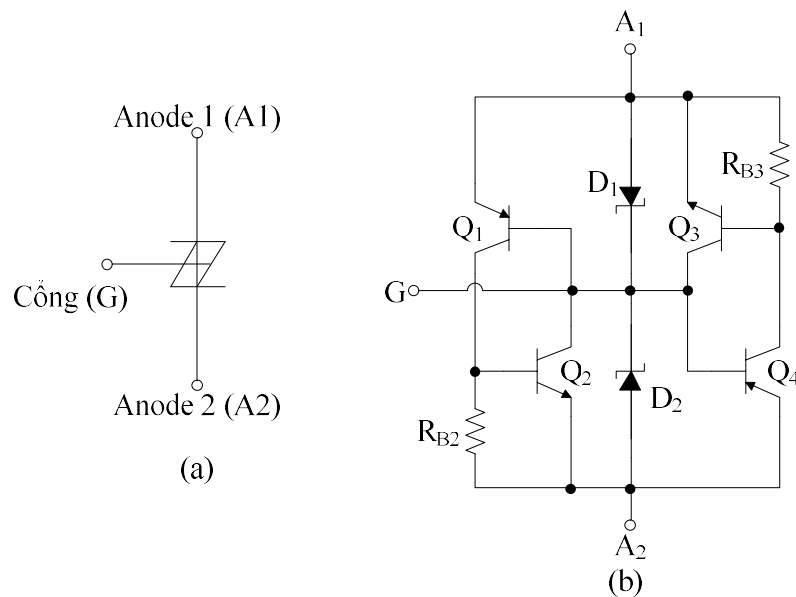 Anode 1 (A1)
Cổng (G)
Anode 2 (A2)
(a)
A1
D1
RB3
Q1
Q3
G
Q2
Q4
D2
RB2
A2
(b)